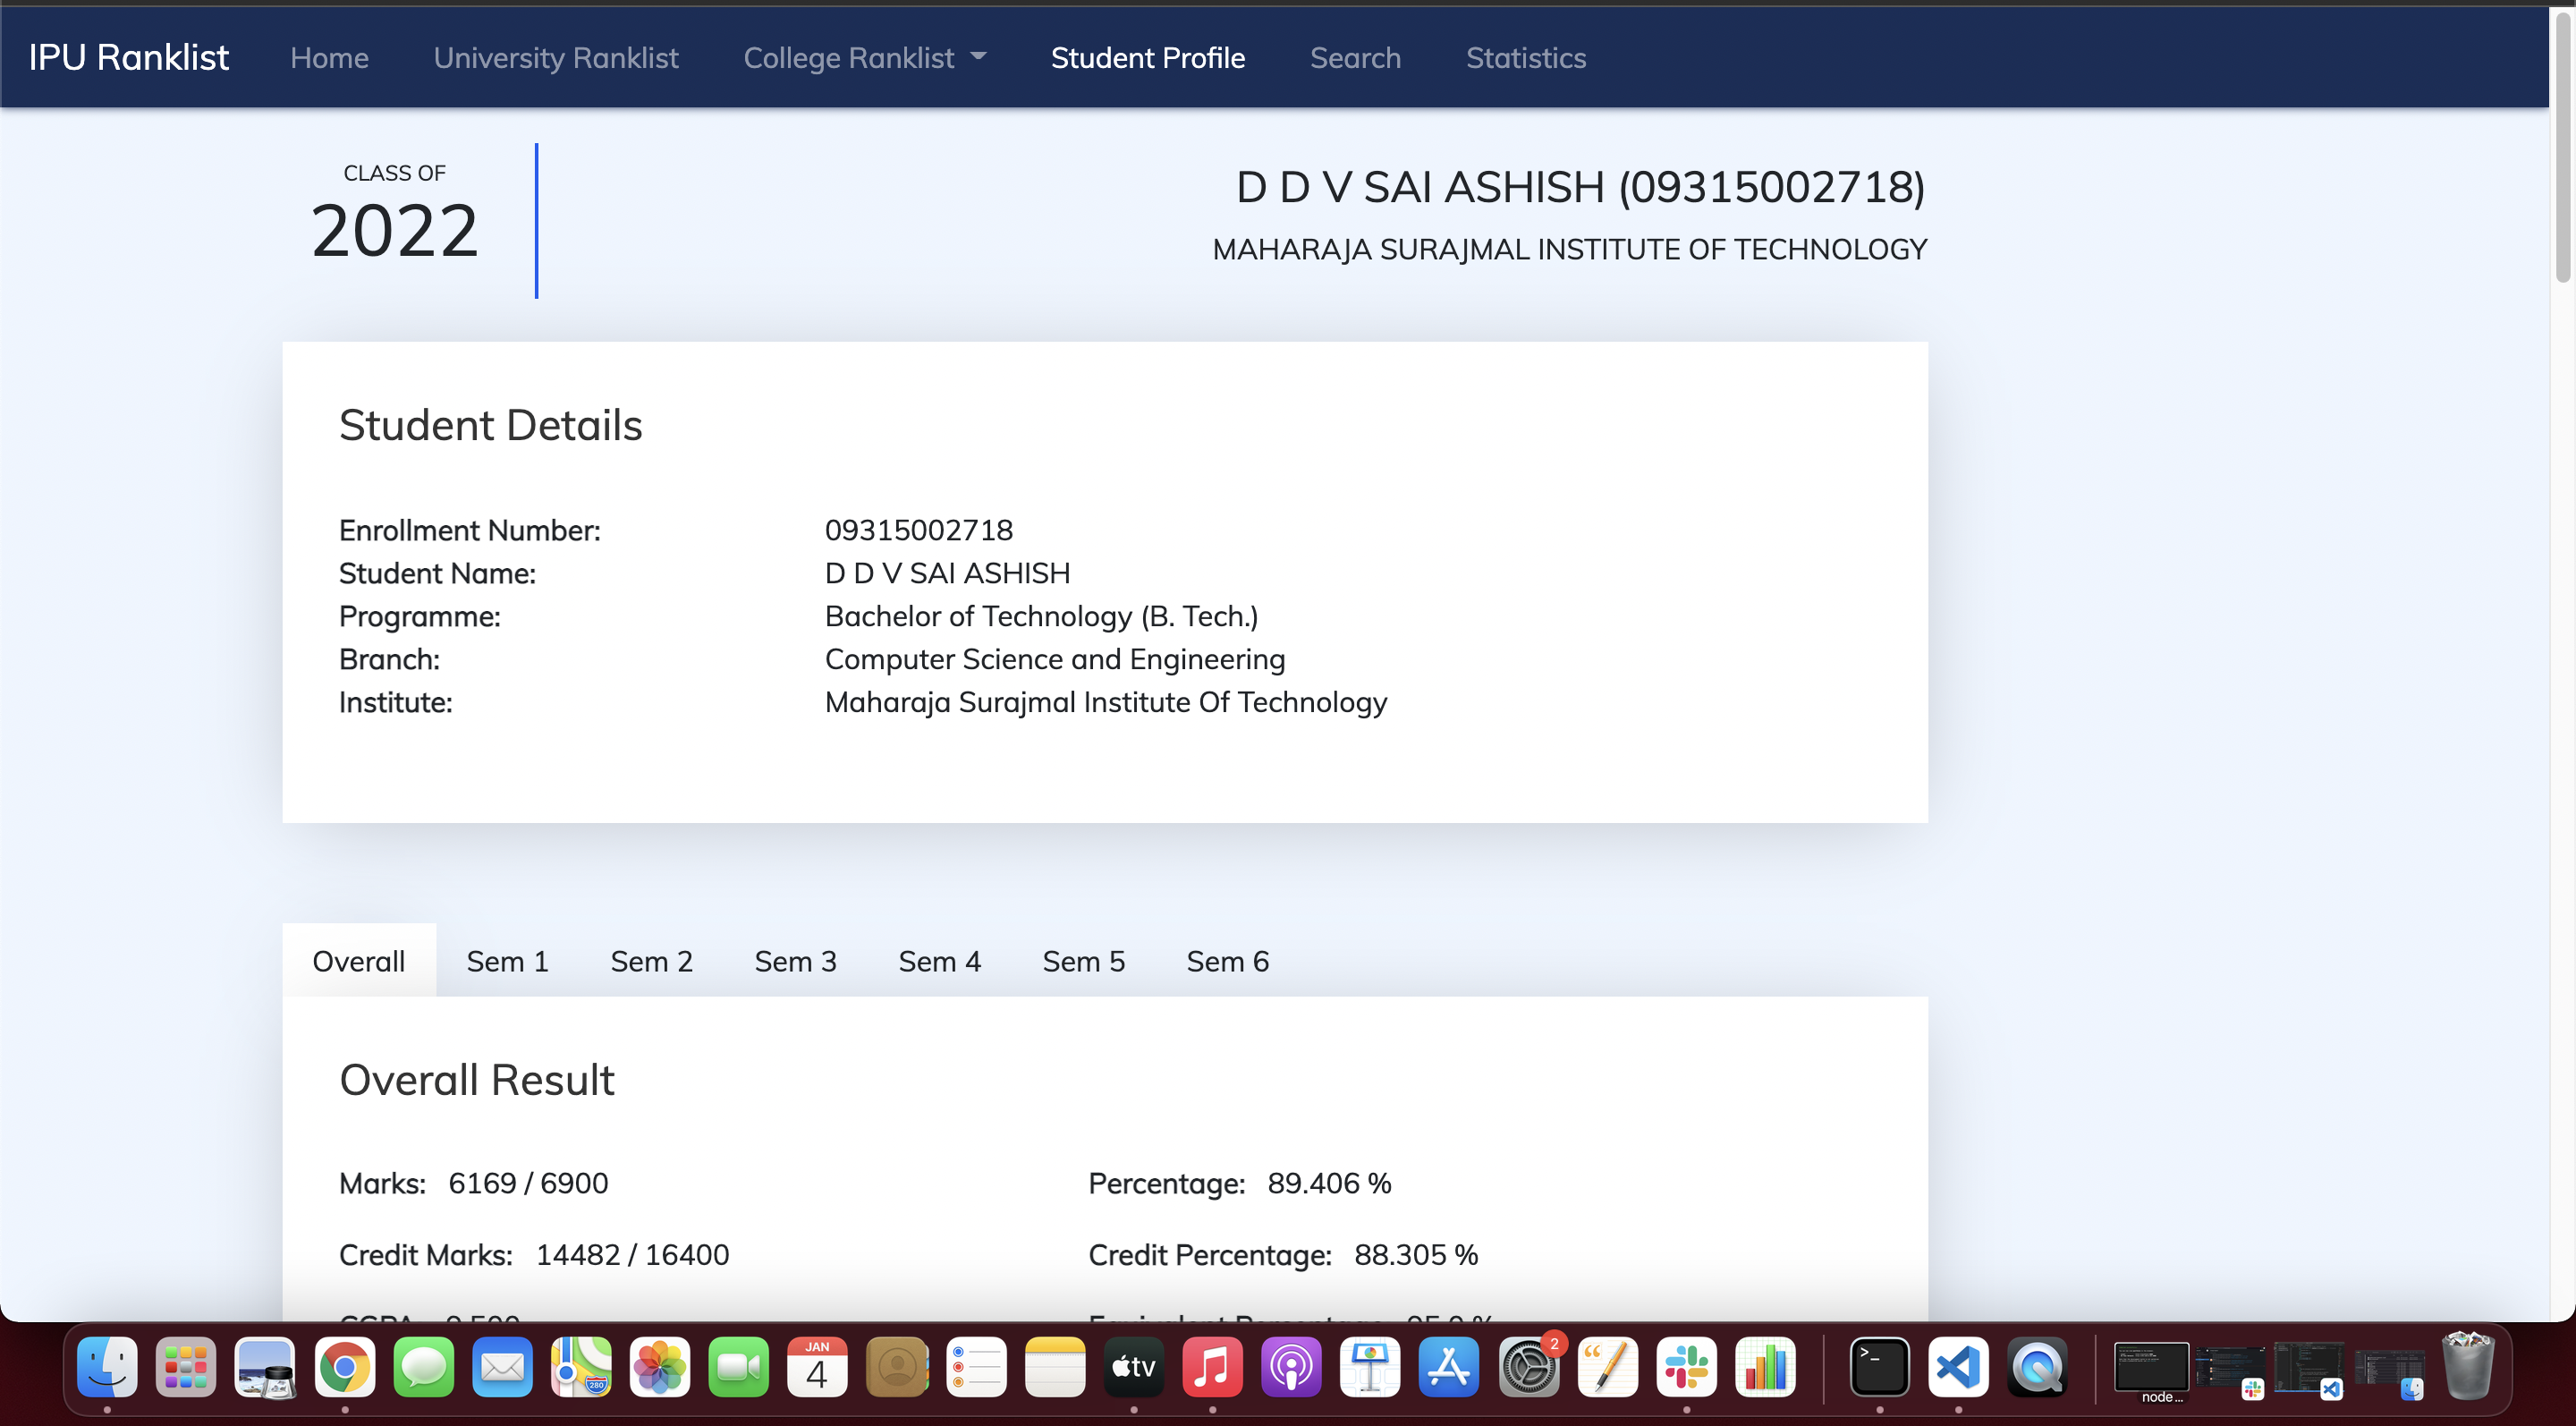 IPU Ranklist Home University Ranklist College Ranklist Student Profile Search Statistics
CLASS OF
2022
D D V SAI ASHISH (09315002718)
MAHARAJA SURAJMAL INSTITUTE OF TECHNOLOGY
Student Details
Enrollment Number: 09315002718
Student Name: D D V SAI ASHISH
Programme: Bachelor of Technology (B. Tech.)
Branch: Computer Science and Engineering
Institute: Maharaja Surajmal Institute Of Technology
Overall Sem 1 Sem 2 Sem 3 Sem 4 Sem 5 Sem 6
Overall Result
Marks: 6169 / 6900 Percentage: 89.406 %
Credit Marks: 14482 / 16400 Credit Percentage: 88.305 %
280
JAN
4
tv
2
>_
node...